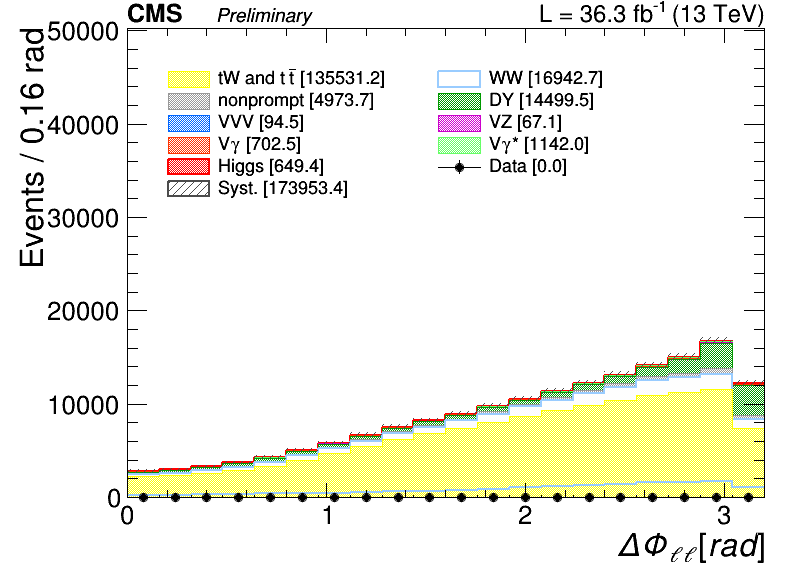 CMS Preliminary L = 36.3 fb⁻¹ (13 TeV)
Events / 0.16 rad
50000
40000
30000
20000
10000
0
tW and t t̄ [135531.2] WW [16942.7]
nonprompt [4973.7] DY [14499.5]
VVV [94.5] VZ [67.1]
Vγ [702.5] Vγ* [1142.0]
Higgs [649.4] Data [0.0]
Syst. [173953.4]
0 1 2 3
ΔΦℓℓ[rad]